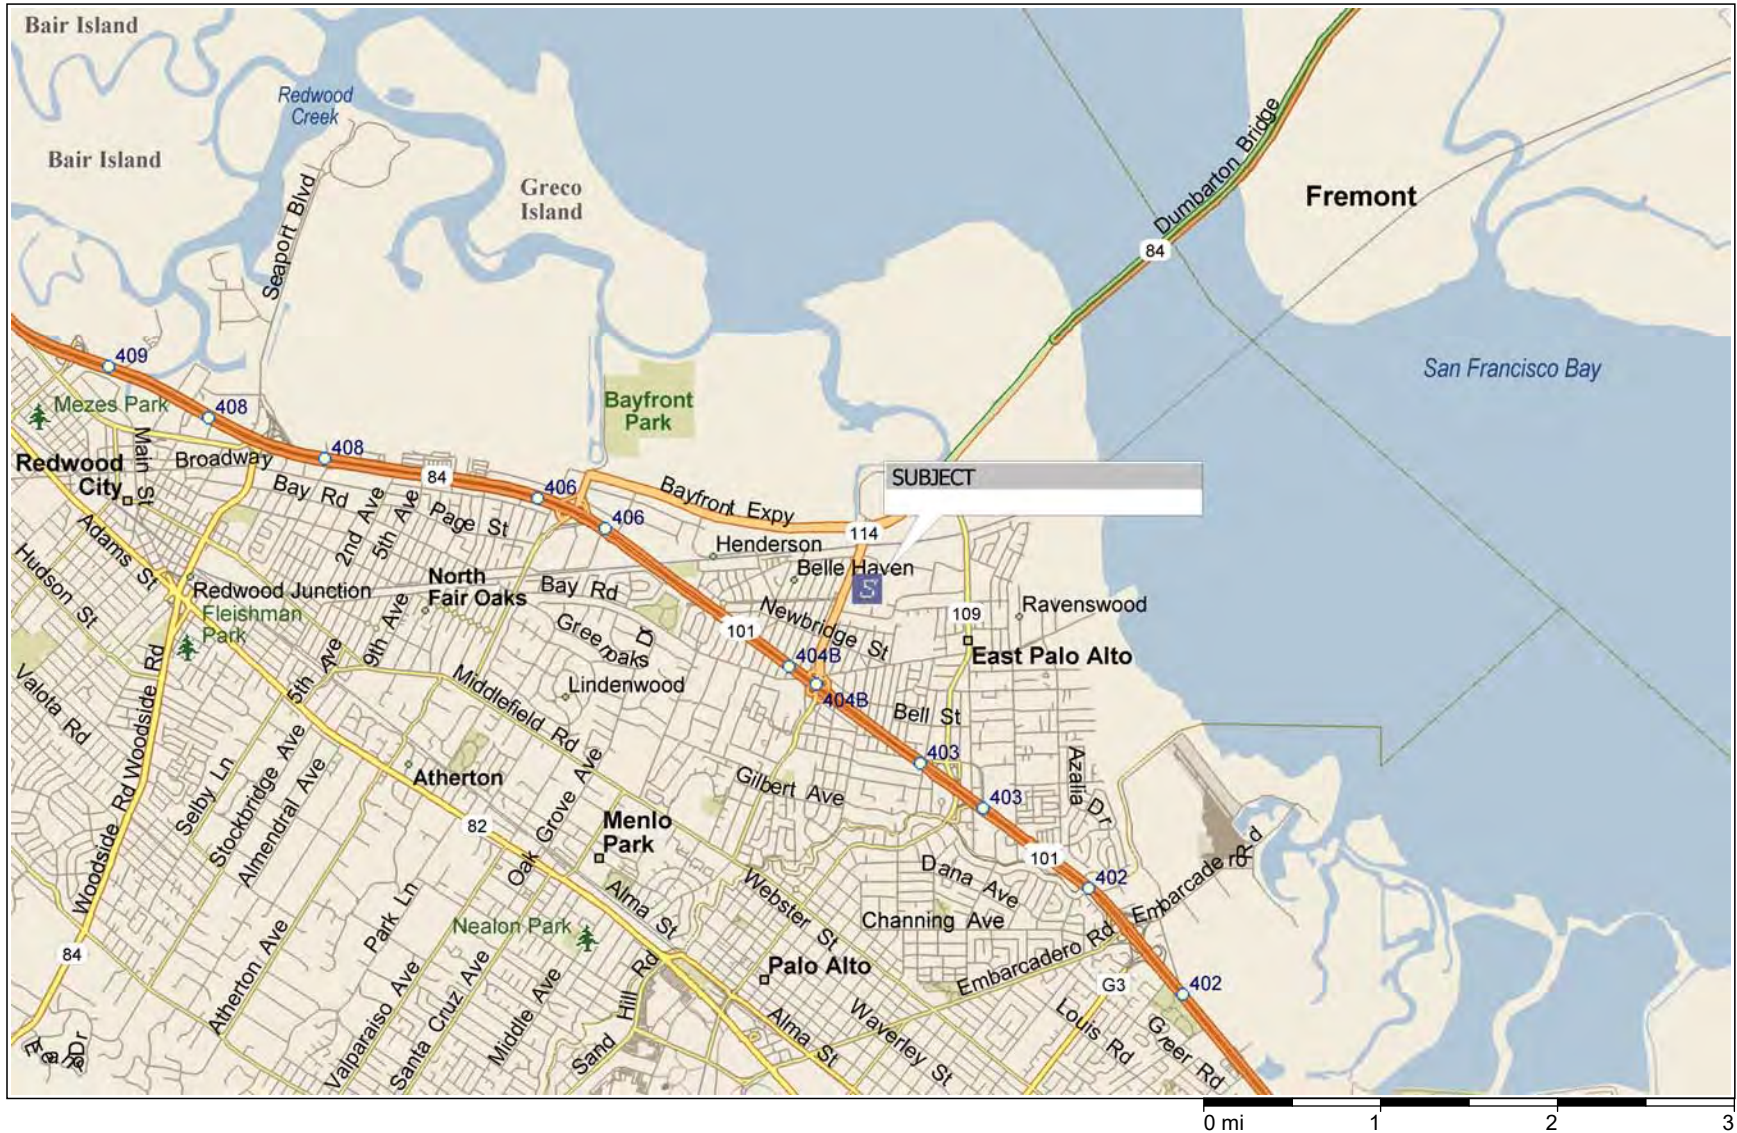 Bair Island
Redwood
Creek
Bair Island
Greco
Island
Seaport Blvd
Dumbarton Bridge
Fremont
84
San Francisco Bay
409
Mezes Park
408
Bayfront
Park
408
Main St
Broadway
Redwood
City
84
SUBJECT
406
Bay Rd
2nd Ave
5th Ave
Page St
406
Bayfront Expy
114
Adams St
Henderson
Hudson St
Belle Haven
S
Redwood Junction
North
Fair Oaks
Bay Rd
Fleishman
Park
9th Ave
Greenoaks Dr
101
Newbridge St
109
Ravenswood
East Palo Alto
404B
Valota Rd
5th Ave
Middlefield Rd
Lindenwood
404B
Bell St
Woodside Rd
Woodside Rd
403
Selby Ln
Stockbridge Ave
Almendral Ave
Atherton
Oak Grove Ave
Gilbert Ave
Azalia Dr
403
82
Menlo
Park
101
Embarcadero Rd
Dana Ave
402
Park Ln
Alma St
Webster St
Channing Ave
Nealon Park
84
Atherton Ave
Valparaiso Ave
Santa Cruz Ave
Middle Ave
Sand Hill Rd
Palo Alto
Embarcadero Rd
G3
402
Alma St
Waverley St
Louis Rd
Greer Rd
0 mi 1 2 3